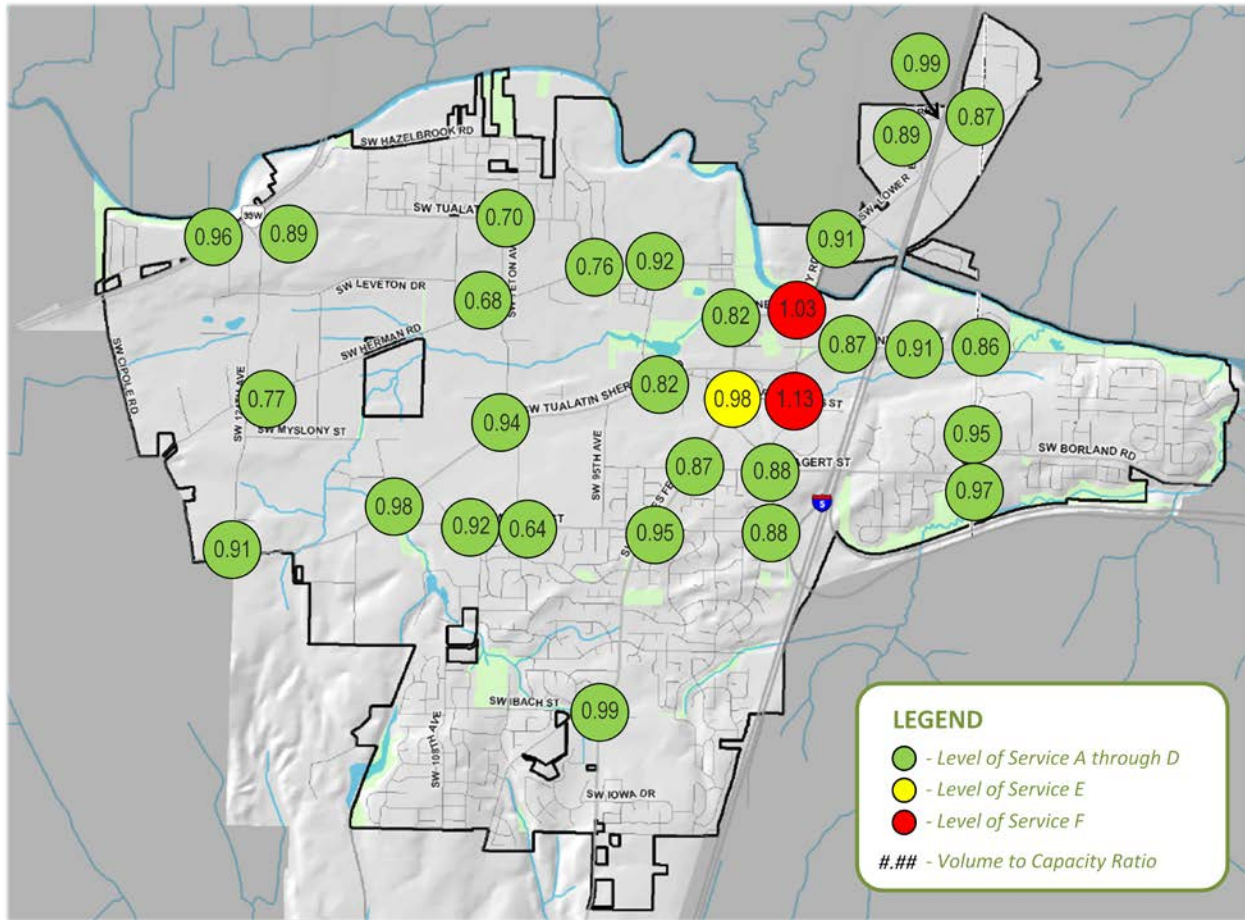 0.99
0.87
0.89
SW HAZELBROOK RD
SW LOWER
SW TUALAT
0.70
99W
0.96
0.89
0.91
SW TETON AV
0.76
0.92
SW LEVETON DR
0.68
0.82
1.03
RY RD
SW HERMAN RD
0.87
0.91
0.86
SW CIPOLE RD
SW 124TH AVE
0.77
0.82
0.98
1.13
SW TUALATIN SHER
SW MYSLONY ST
0.94
0.95
SW BORLAND RD
SW 95TH AVE
0.87
0.88
AGERT ST
0.97
5
0.98
0.92
0.64
ST
0.95
0.88
0.91
SW IBACH ST
0.99
SW 108TH AVE
SW IOWA DR
LEGEND
- Level of Service A through D
- Level of Service E
- Level of Service F
#.## - Volume to Capacity Ratio